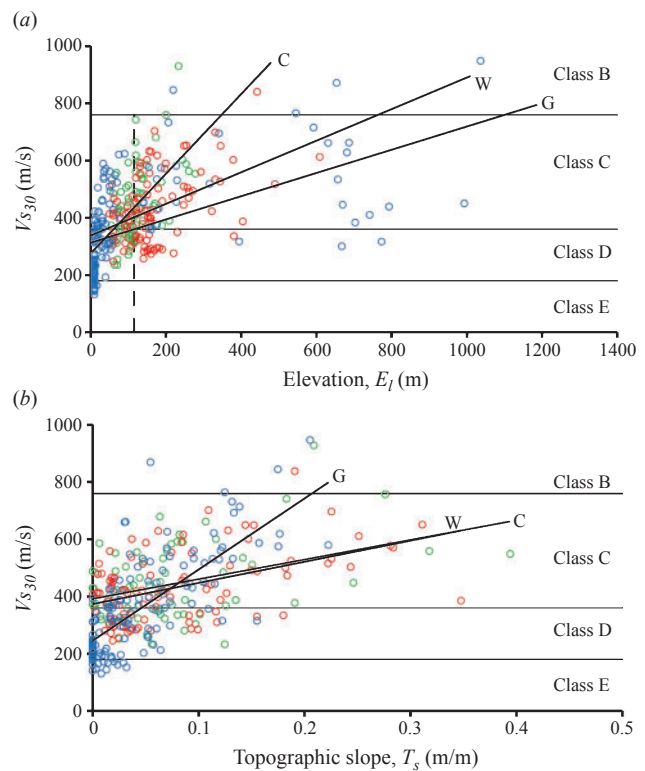 (a)
1000
800
600
400
200
0
Vs30 (m/s)
C
W
G
Class B
Class C
Class D
Class E
0 200 400 600 800 1000 1200 1400
Elevation, El (m)
(b)
1000
800
600
400
200
0
Vs30 (m/s)
G
W
C
Class B
Class C
Class D
Class E
0 0.1 0.2 0.3 0.4 0.5
Topographic slope, Ts (m/m)